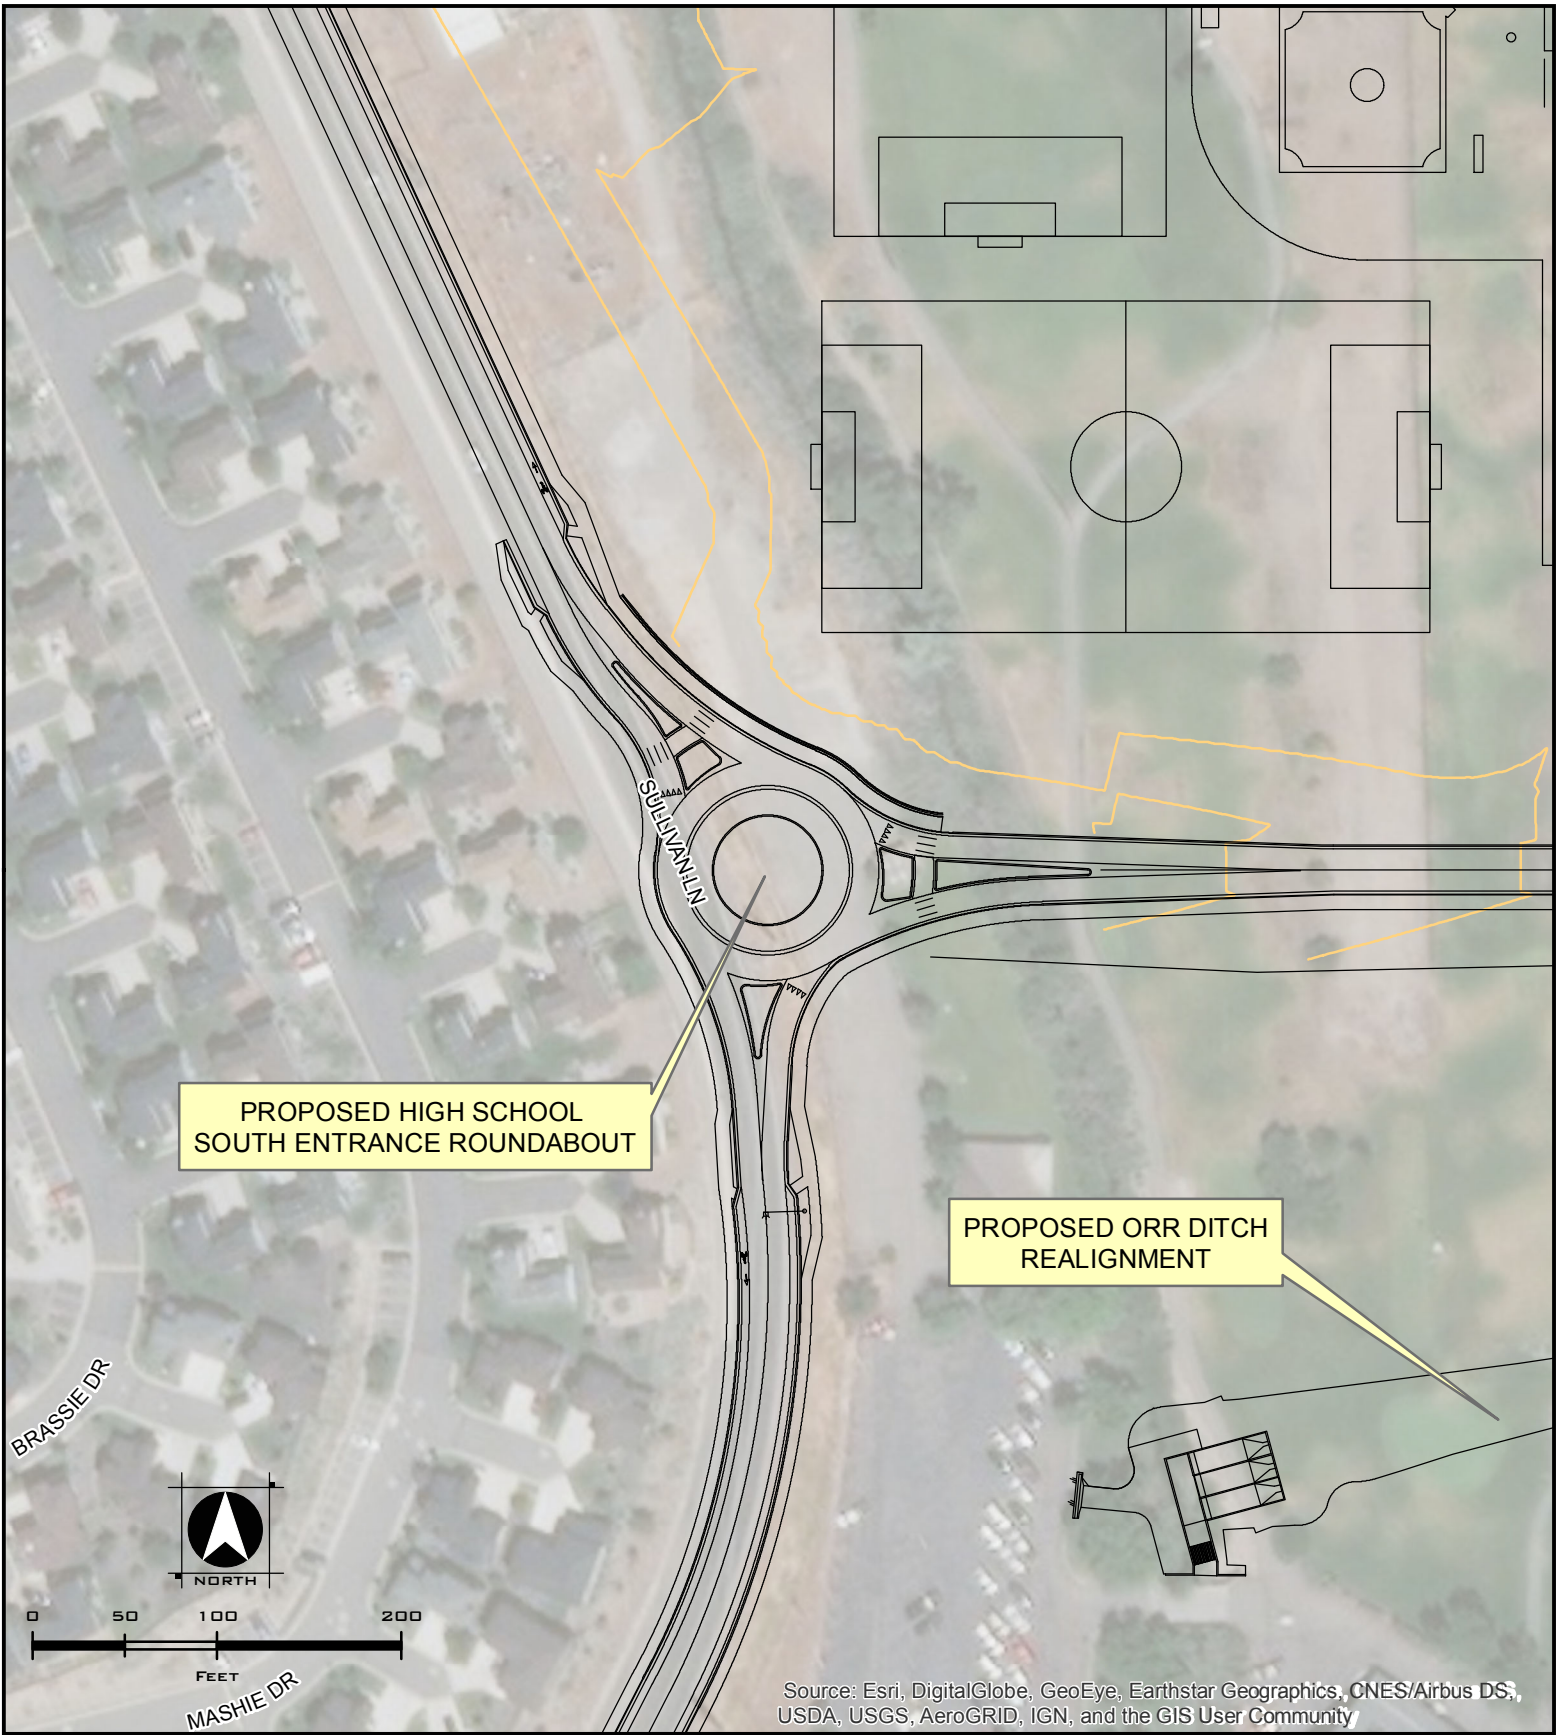 SULLIVAN LN
PROPOSED HIGH SCHOOL
SOUTH ENTRANCE ROUNDABOUT
PROPOSED ORR DITCH
REALIGNMENT
BRASSIE DR
NORTH
0 50 100 200
FEET
MASHIE DR
Source: Esri, DigitalGlobe, GeoEye, Earthstar Geographics, CNES/Airbus DS,
USDA, USGS, AeroGRID, IGN, and the GIS User Community